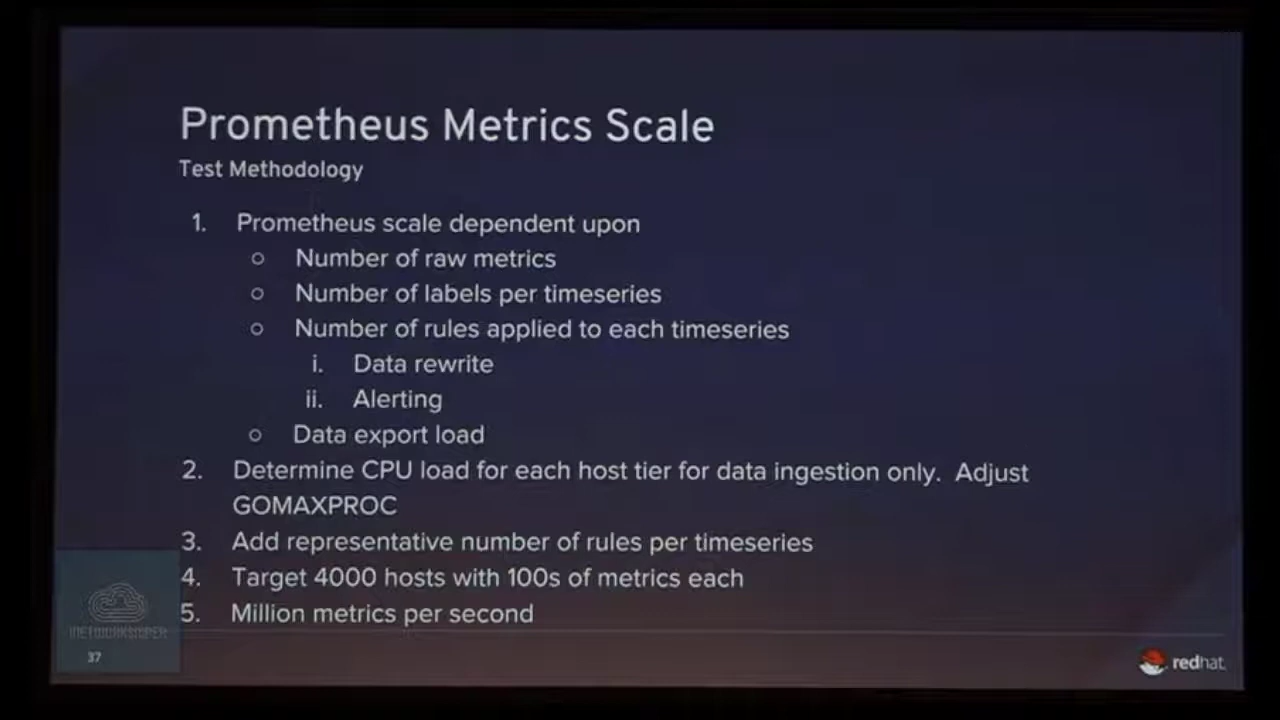 Prometheus Metrics Scale
Test Methodology
1. Prometheus scale dependent upon
○ Number of raw metrics
○ Number of labels per timeseries
○ Number of rules applied to each timeseries
i. Data rewrite
ii. Alerting
○ Data export load
2. Determine CPU load for each host tier for data ingestion only. Adjust
GOMAXPROC
3. Add representative number of rules per timeseries
4. Target 4000 hosts with 100s of metrics each
5. Million metrics per second
37
redhat.